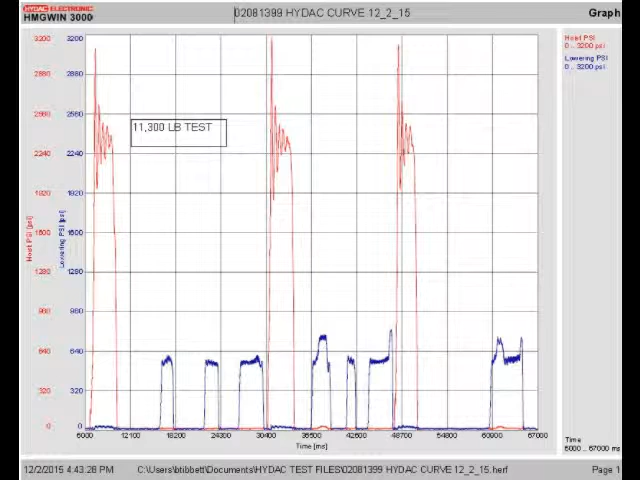 HYDAC ELECTRONIC
HMGWIN 3000
02081399 HYDAC CURVE 12_2_15
Graph
Hoist PSI
0 .. 3200 psi
Lowering PSI
0 .. 3200 psi
11,300 LB TEST
Hoist PSI [psi]
Lowering PSI [psi]
3200 3200
2880 2880
2560 2560
2240 2240
1920 1920
1600 1600
1280 1280
960 960
640 640
320 320
0 0
6000 12100 18200 24300 30400 36500 42600 48700 54800 60900 67000
Time [ms]
Time
6000 .. 67000 ms
12/2/2015 4:43:28 PM
C:\Users\btribbett\Documents\HYDAC TEST FILES\02081399 HYDAC CURVE 12_2_15.herf
Page 1